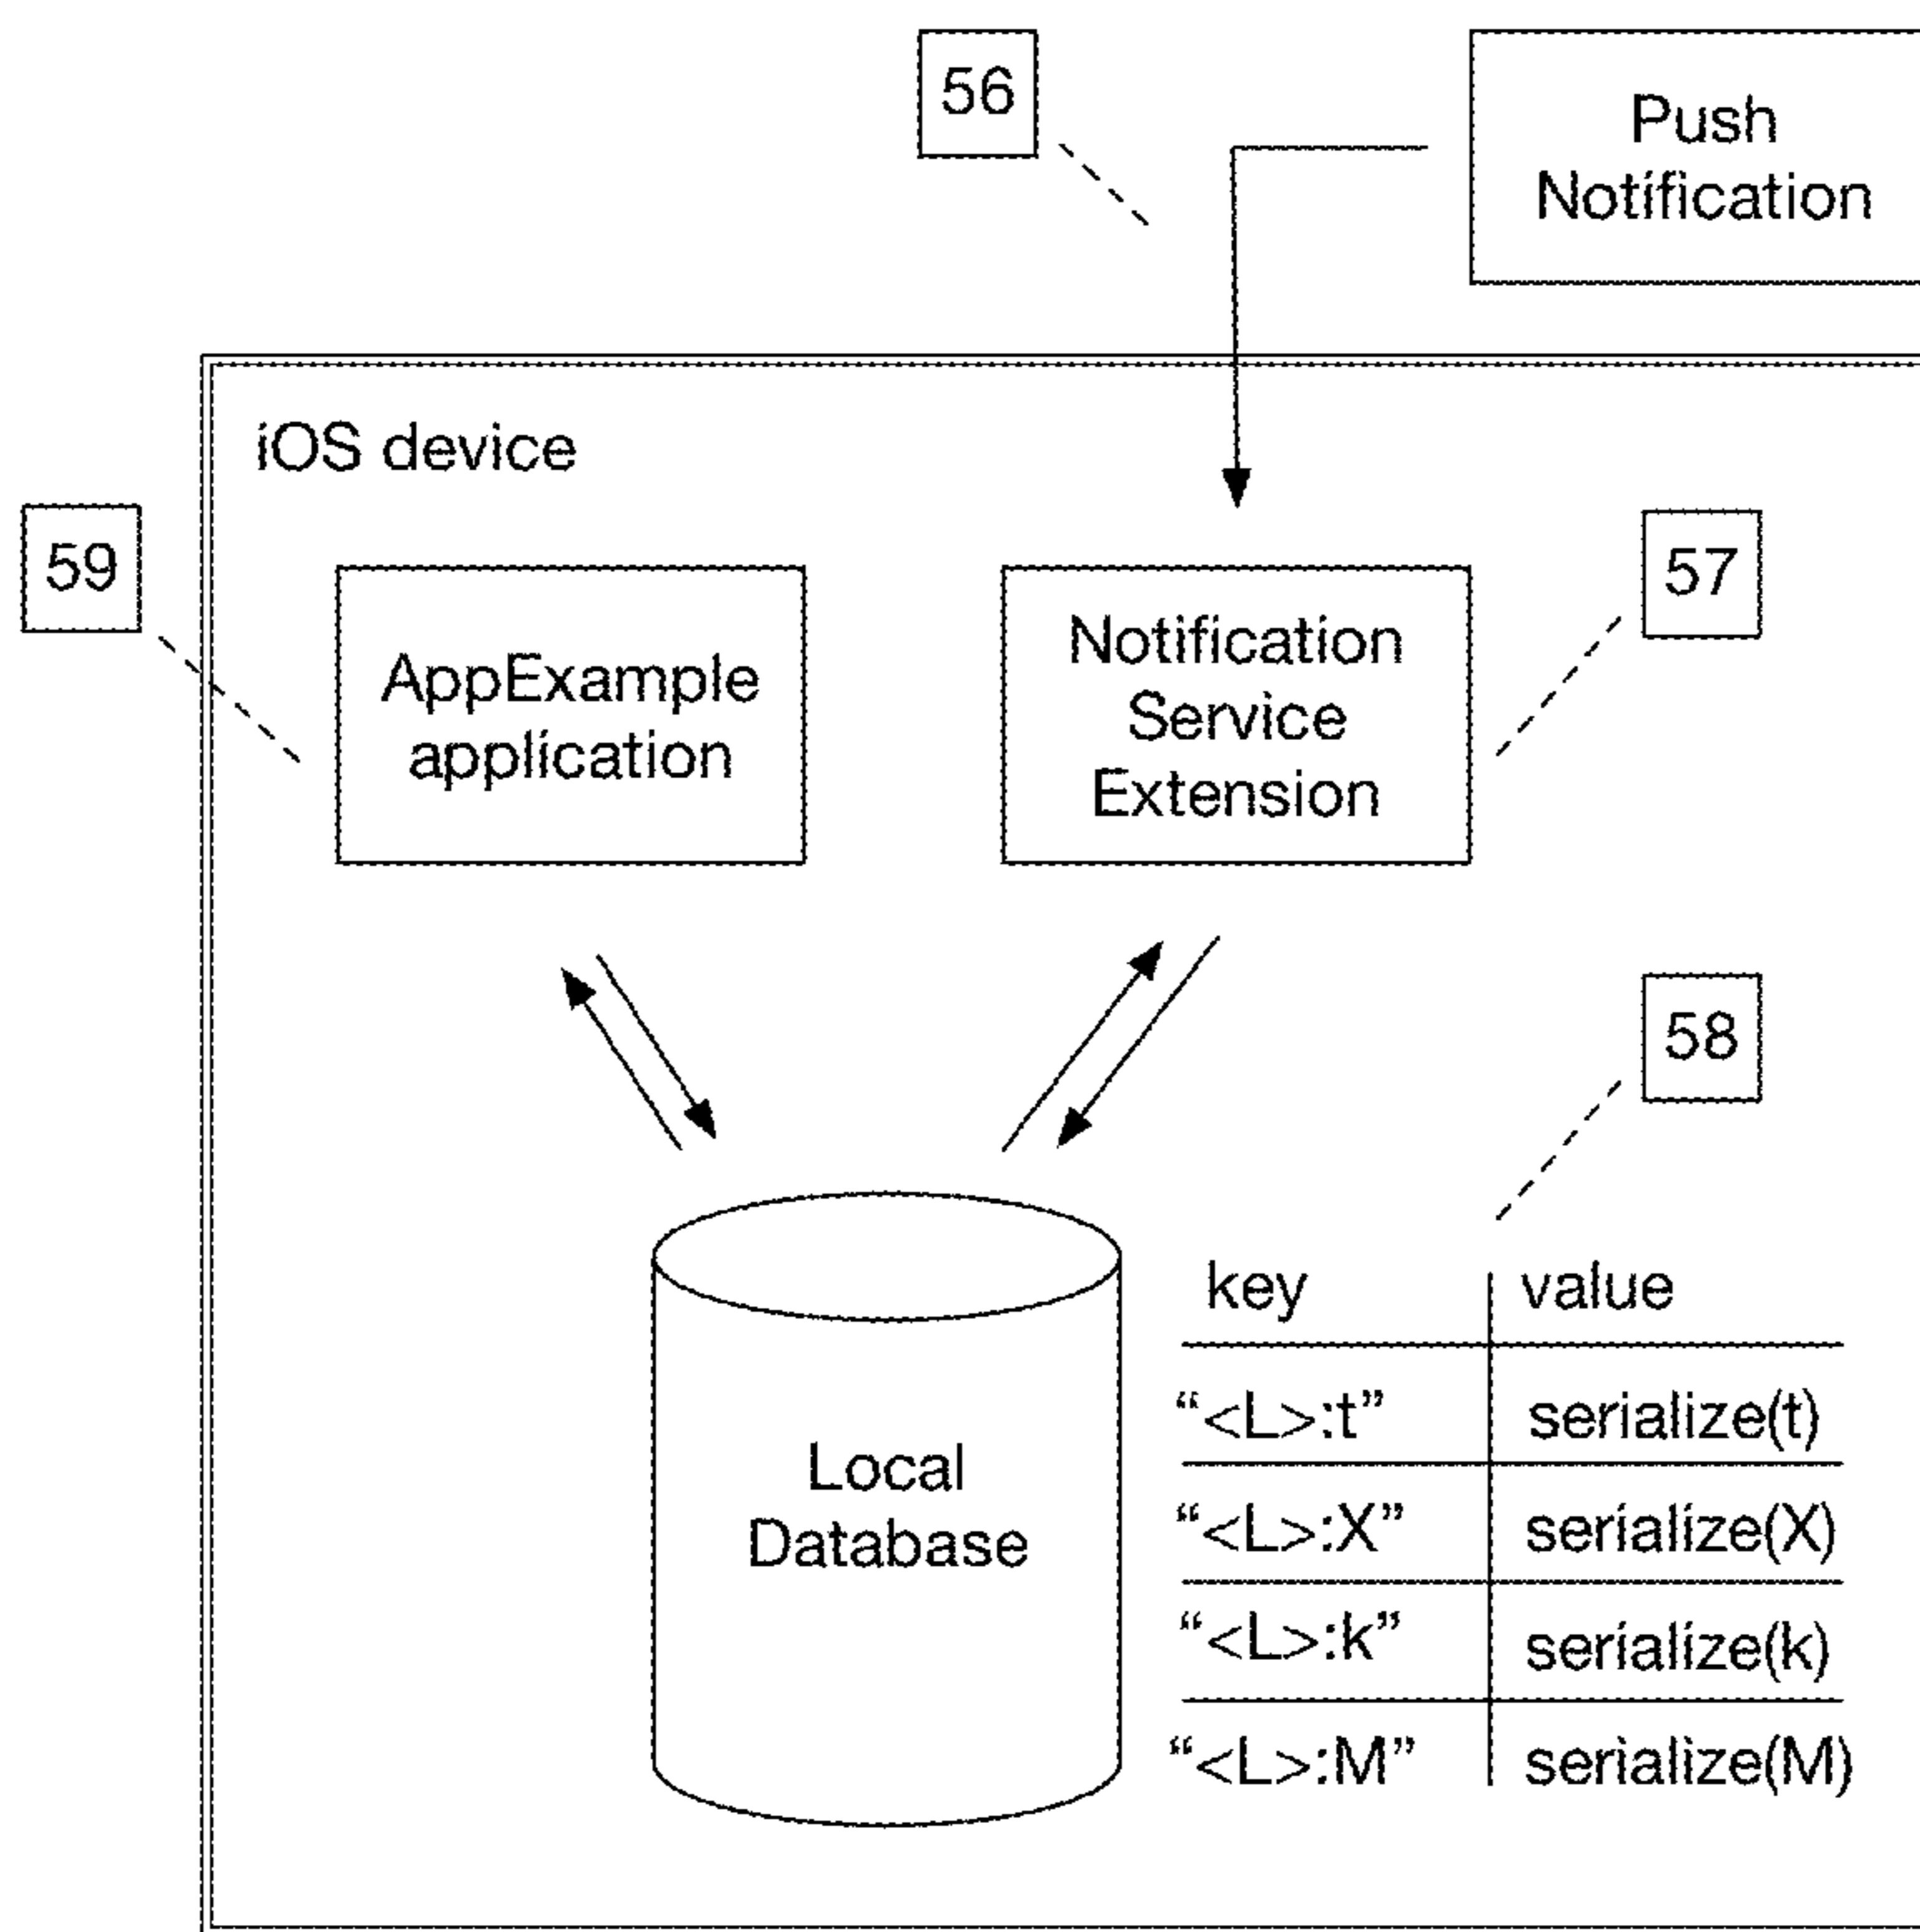 56
Push
Notification
iOS device
59
AppExample
application
Notification
Service
Extension
57
58
key value
“<L>:t” serialize(t)
“<L>:X” serialize(X)
“<L>:k” serialize(k)
“<L>:M” serialize(M)
Local
Database